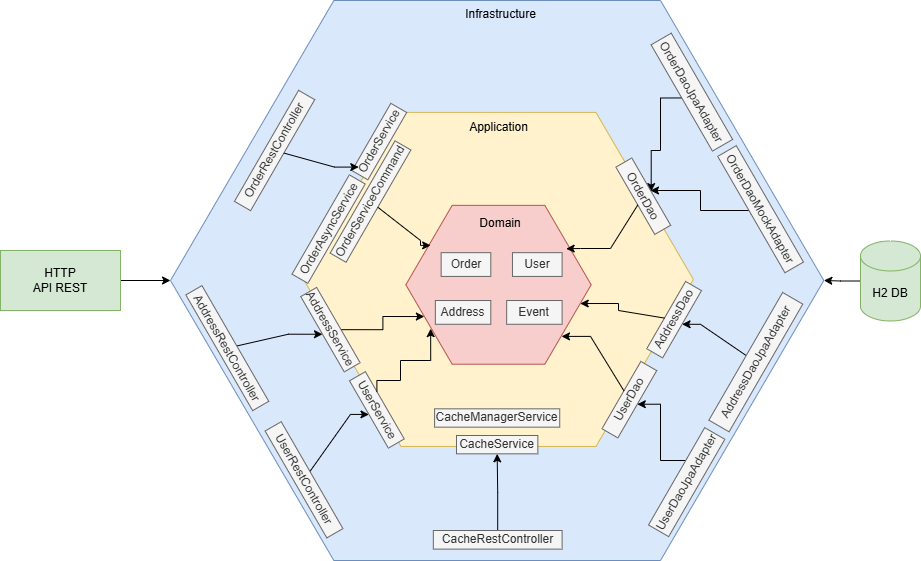 Infrastructure
Application
Domain
Order
User
Address
Event
HTTP
API REST
H2 DB
OrderRestController
OrderService
OrderAsyncService
OrderServiceCommand
AddressRestController
AddressService
UserRestController
UserService
OrderDaoJpaAdapter
OrderDaoMockAdapter
OrderDao
AddressDao
AddressDaoJpaAdapter
UserDao
UserDaoJpaAdapter
CacheManagerService
CacheService
CacheRestController